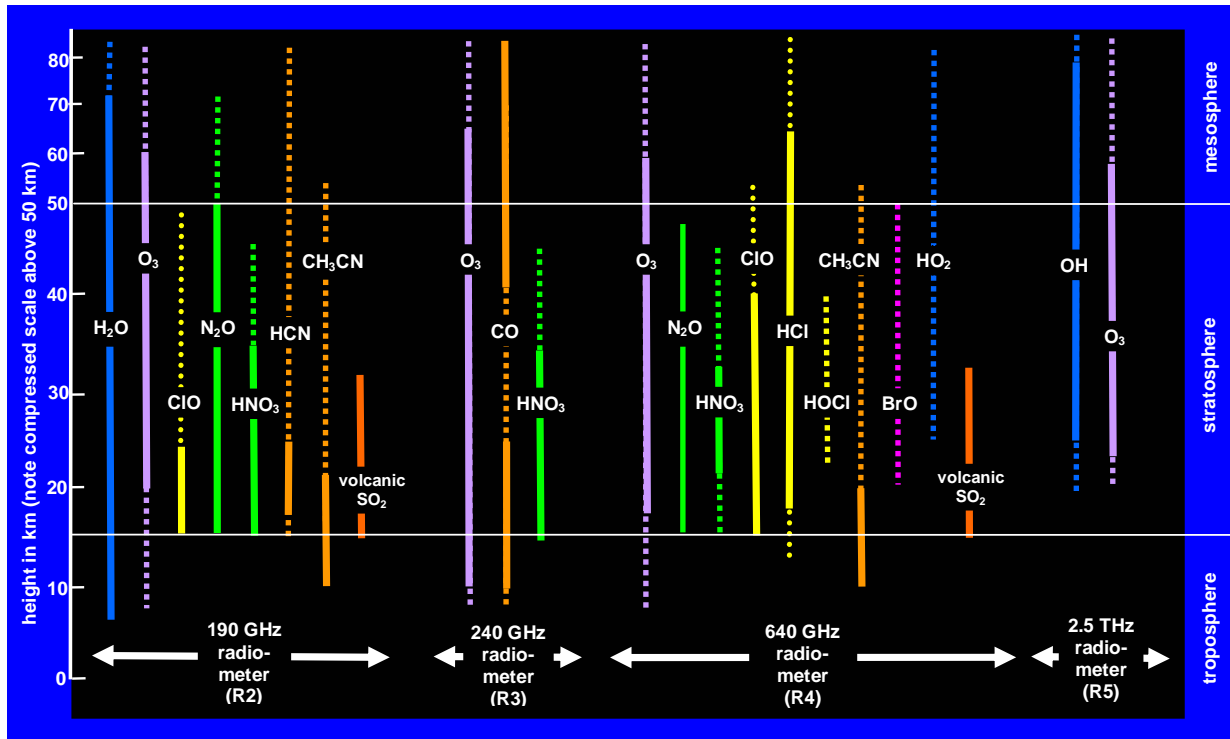 height in km (note compressed scale above 50 km)
80
70
60
50
40
30
20
10
0
H₂O
O₃
ClO
N₂O
HNO₃
HCN
CH₃CN
volcanic
SO₂
190 GHz
radio-
meter
(R2)
O₃
CO
HNO₃
240 GHz
radio-
meter
(R3)
O₃
N₂O
HNO₃
ClO
HCl
HOCl
CH₃CN
BrO
HO₂
volcanic
SO₂
640 GHz
radio-
meter
(R4)
OH
O₃
2.5 THz
radio-
meter
(R5)
mesosphere
stratosphere
troposphere